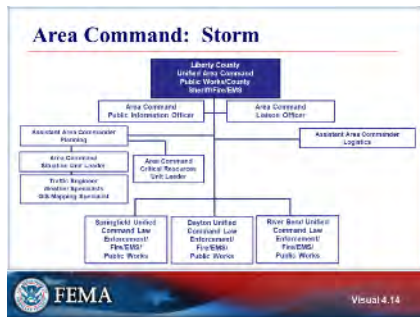 Area Command: Storm
Liberty County
Unified Area Command
Public Works/County
Sheriff/Fire/EMS
Area Command
Public Information Officer
Area Command
Liaison Officer
Assistant Area Commander
Planning
Assistant Area Commander
Logistics
Area Command
Situation Unit Leader
Area Command
Critical Resources
Unit Leader
Traffic Engineer
Weather Specialists
GIS Mapping Specialist
Springfield Unified
Command Law
Enforcement/
Fire/EMS/
Public Works
Dayton Unified
Command Law
Enforcement/
Fire/EMS/
Public Works
River Bend Unified
Command Law
Enforcement/
Fire/EMS/
Public Works
FEMA
Visual 4.14